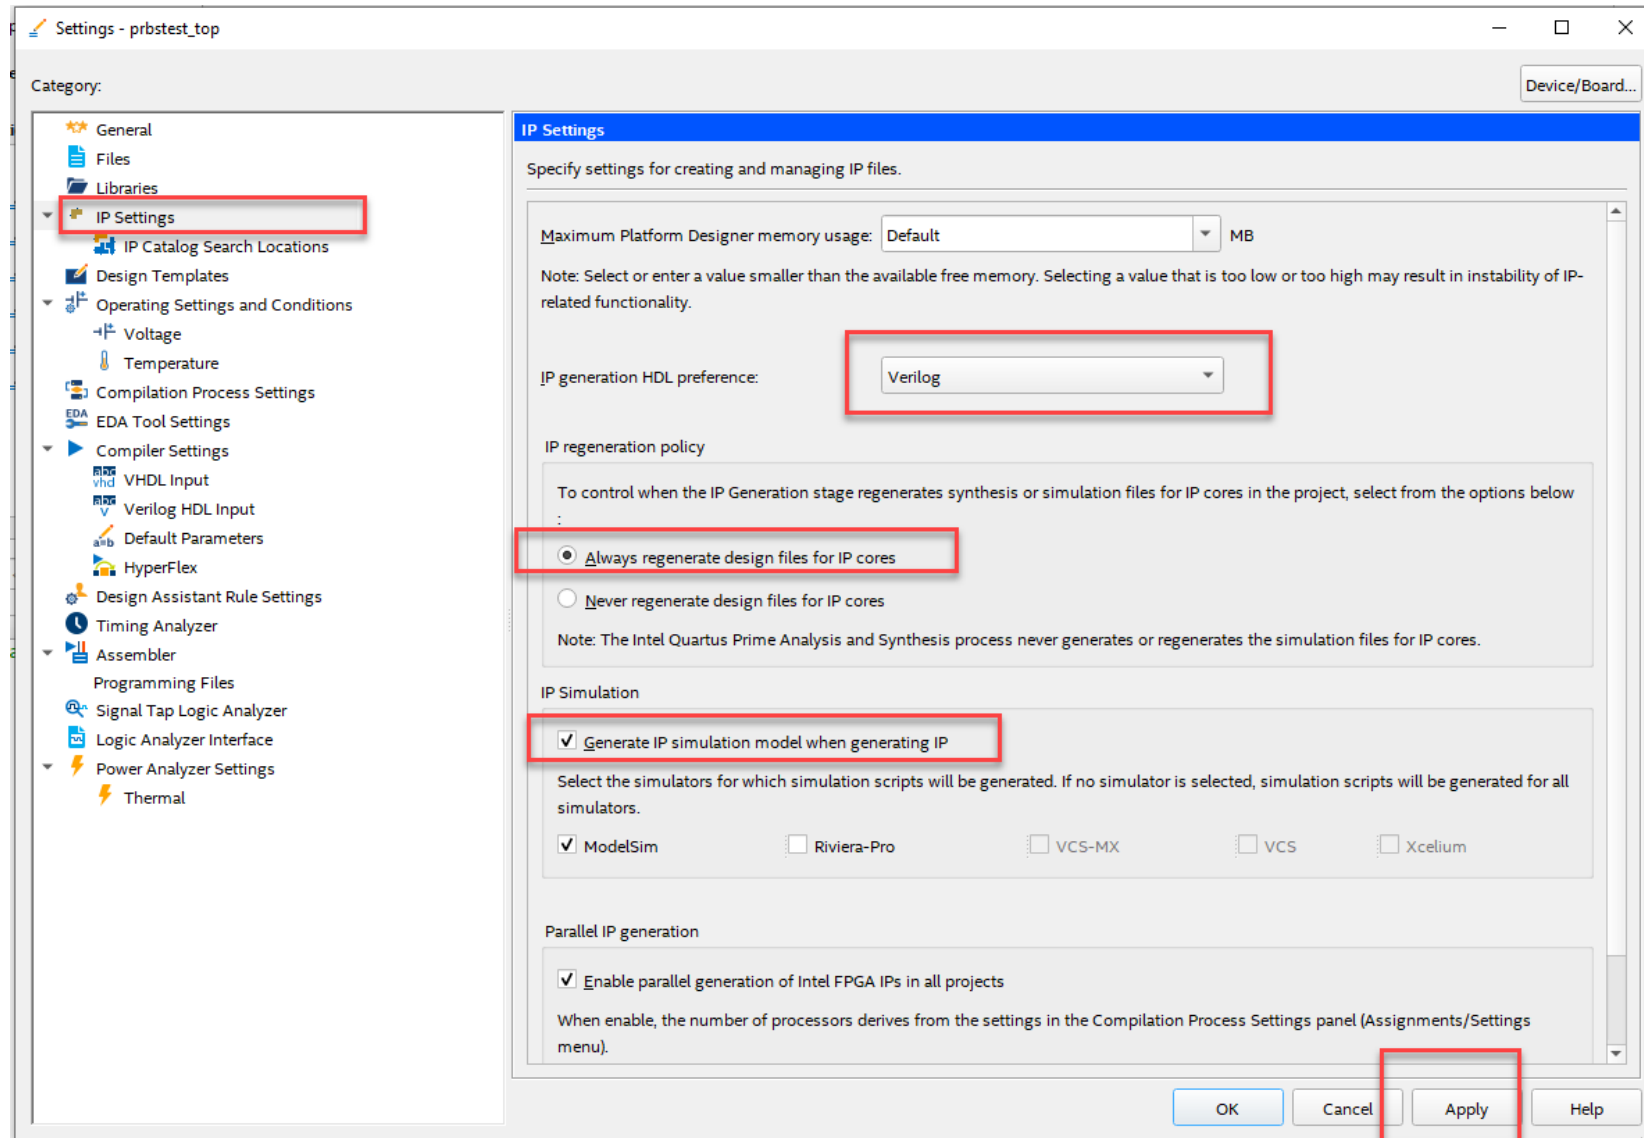 Settings - prbstest_top
Category:
Device/Board...
General
Files
Libraries
IP Settings
IP Catalog Search Locations
Design Templates
Operating Settings and Conditions
Voltage
Temperature
Compilation Process Settings
EDA
EDA Tool Settings
Compiler Settings
abc
vhd
VHDL Input
abc
V
Verilog HDL Input
a=b
Default Parameters
HyperFlex
Design Assistant Rule Settings
Timing Analyzer
Assembler
Programming Files
Signal Tap Logic Analyzer
Logic Analyzer Interface
Power Analyzer Settings
Thermal
IP Settings
Specify settings for creating and managing IP files.
Maximum Platform Designer memory usage: Default MB
Note: Select or enter a value smaller than the available free memory. Selecting a value that is too low or too high may result in instability of IP-
related functionality.
IP generation HDL preference: Verilog
IP regeneration policy
To control when the IP Generation stage regenerates synthesis or simulation files for IP cores in the project, select from the options below
:
Always regenerate design files for IP cores
Never regenerate design files for IP cores
Note: The Intel Quartus Prime Analysis and Synthesis process never generates or regenerates the simulation files for IP cores.
IP Simulation
Generate IP simulation model when generating IP
Select the simulators for which simulation scripts will be generated. If no simulator is selected, simulation scripts will be generated for all
simulators.
ModelSim Riviera-Pro VCS-MX VCS Xcelium
Parallel IP generation
Enable parallel generation of Intel FPGA IPs in all projects
When enable, the number of processors derives from the settings in the Compilation Process Settings panel (Assignments/Settings
menu).
OK Cancel Apply Help